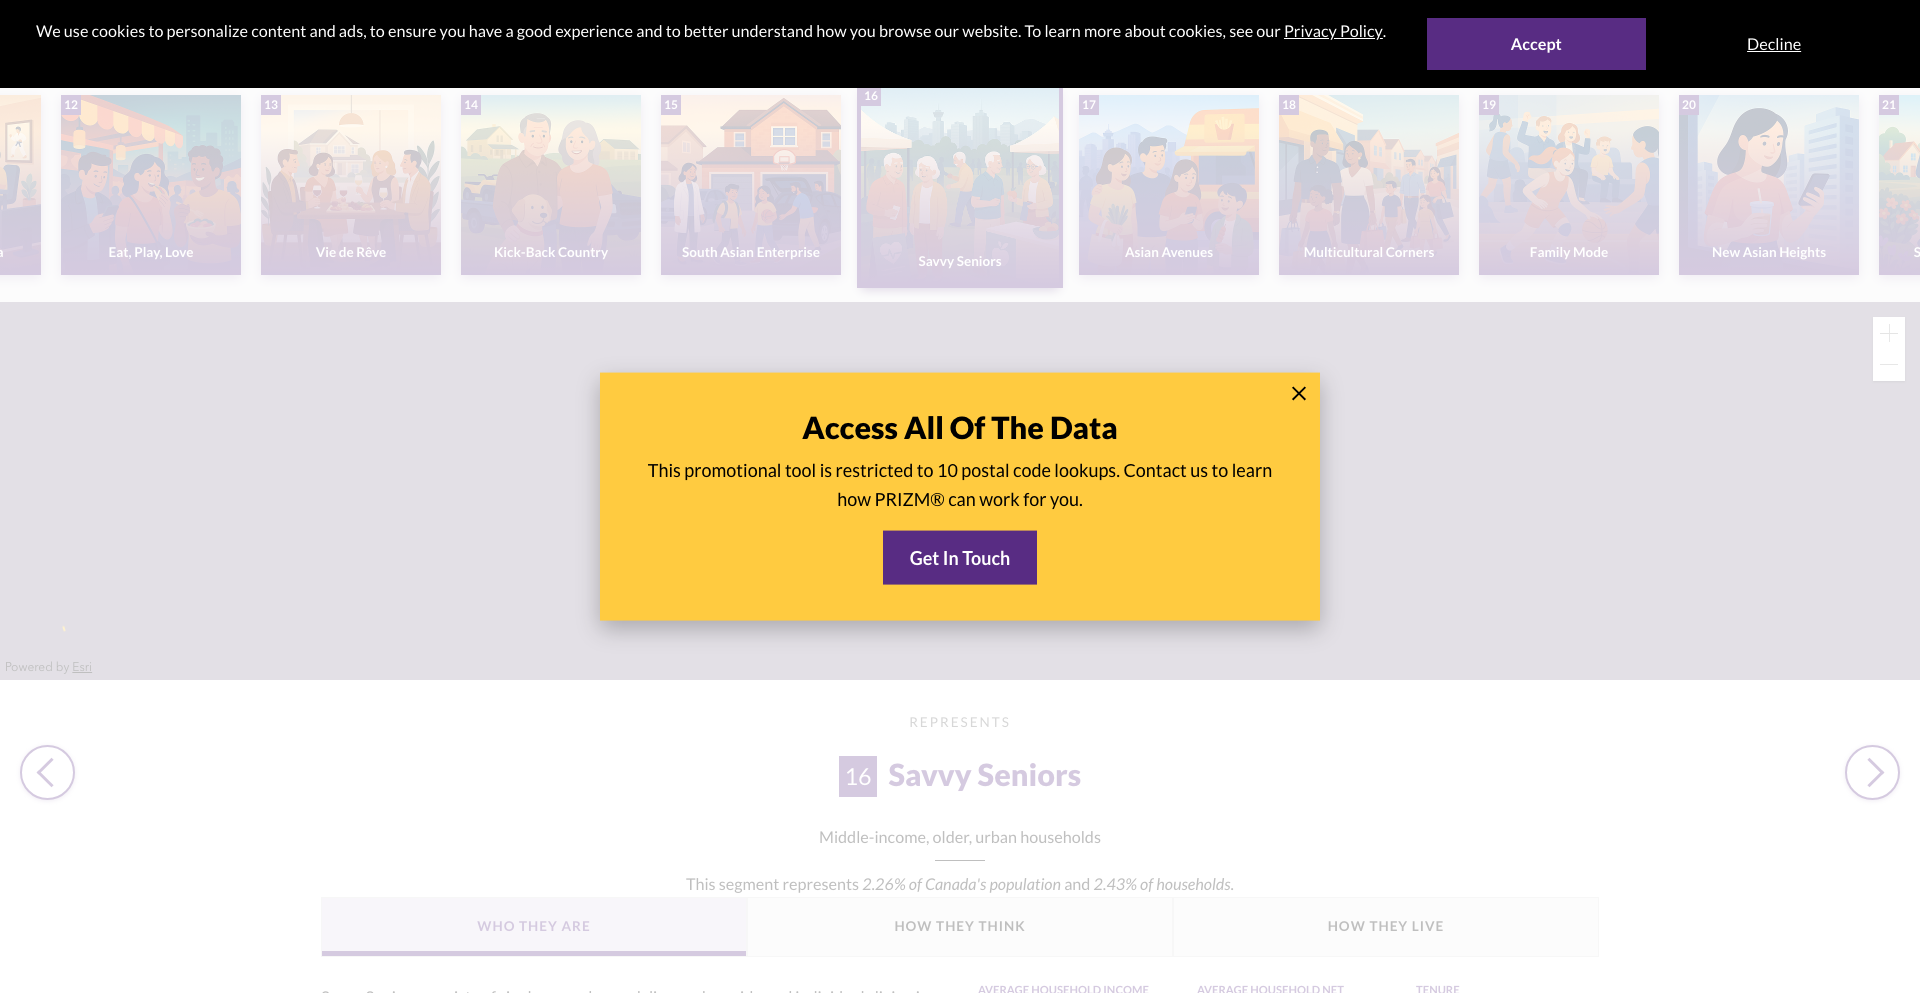 We use cookies to personalize content and ads, to ensure you have a good experience and to better understand how you browse our website. To learn more about cookies, see our Privacy Policy.
Accept
Decline
12
Eat, Play, Love
13
Vie de Rêve
14
Kick-Back Country
15
South Asian Enterprise
16
Savvy Seniors
17
Asian Avenues
18
Multicultural Corners
19
Family Mode
20
New Asian Heights
21
Access All Of The Data
This promotional tool is restricted to 10 postal code lookups. Contact us to learn
how PRIZM® can work for you.
Get In Touch
Powered by Esri
REPRESENTS
16 Savvy Seniors
Middle-income, older, urban households
This segment represents 2.26% of Canada's population and 2.43% of households.
WHO THEY ARE
HOW THEY THINK
HOW THEY LIVE
AVERAGE HOUSEHOLD INCOME
AVERAGE HOUSEHOLD NET
TENURE